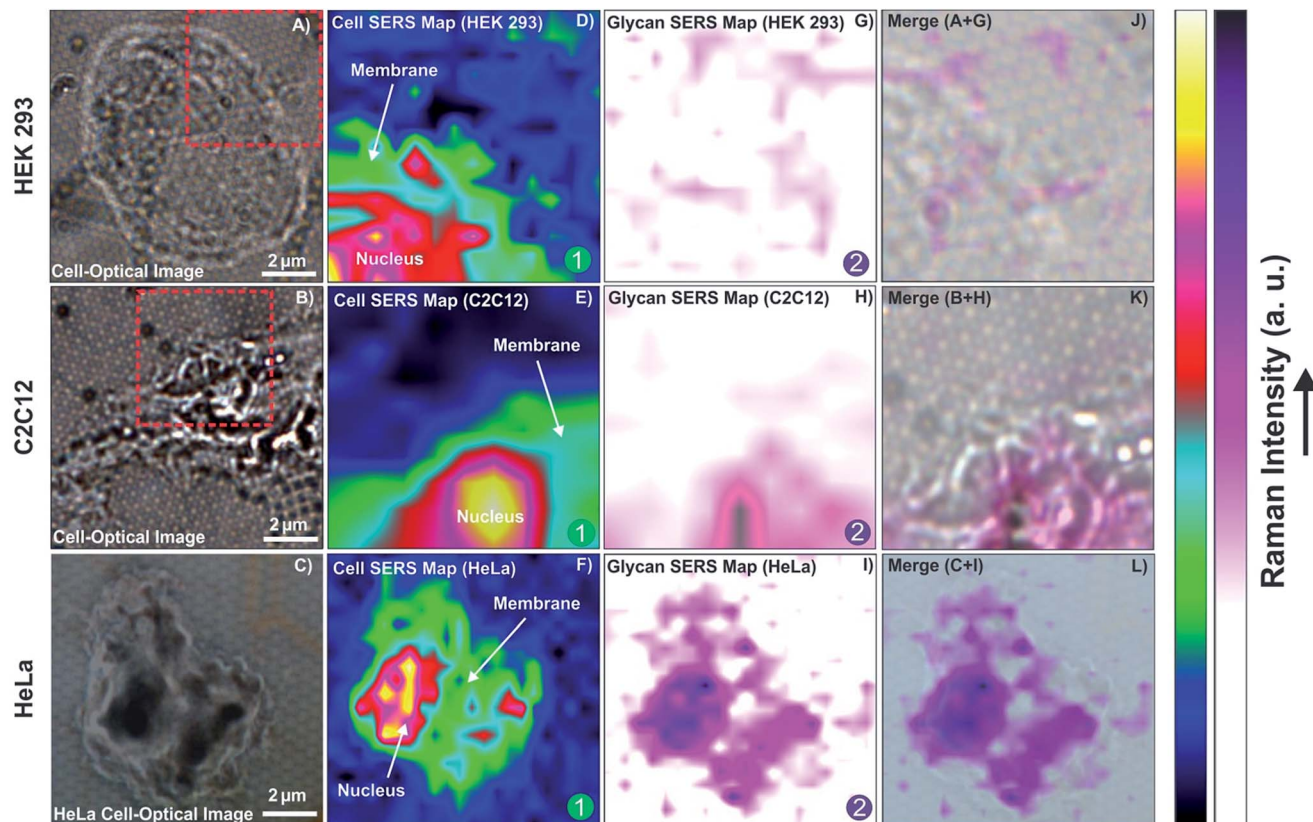 HEK 293
A)
Cell-Optical Image
2 µm
Cell SERS Map (HEK 293) D)
Membrane
Nucleus
1
Glycan SERS Map (HEK 293) G)
2
Merge (A+G) J)
C2C12
B)
Cell-Optical Image
2 µm
Cell SERS Map (C2C12) E)
Membrane
Nucleus
1
Glycan SERS Map (C2C12) H)
2
Merge (B+H) K)
HeLa
C)
HeLa Cell-Optical Image
2 µm
Cell SERS Map (HeLa) F)
Membrane
Nucleus
1
Glycan SERS Map (HeLa) I)
2
Merge (C+I) L)
Raman Intensity (a. u.)